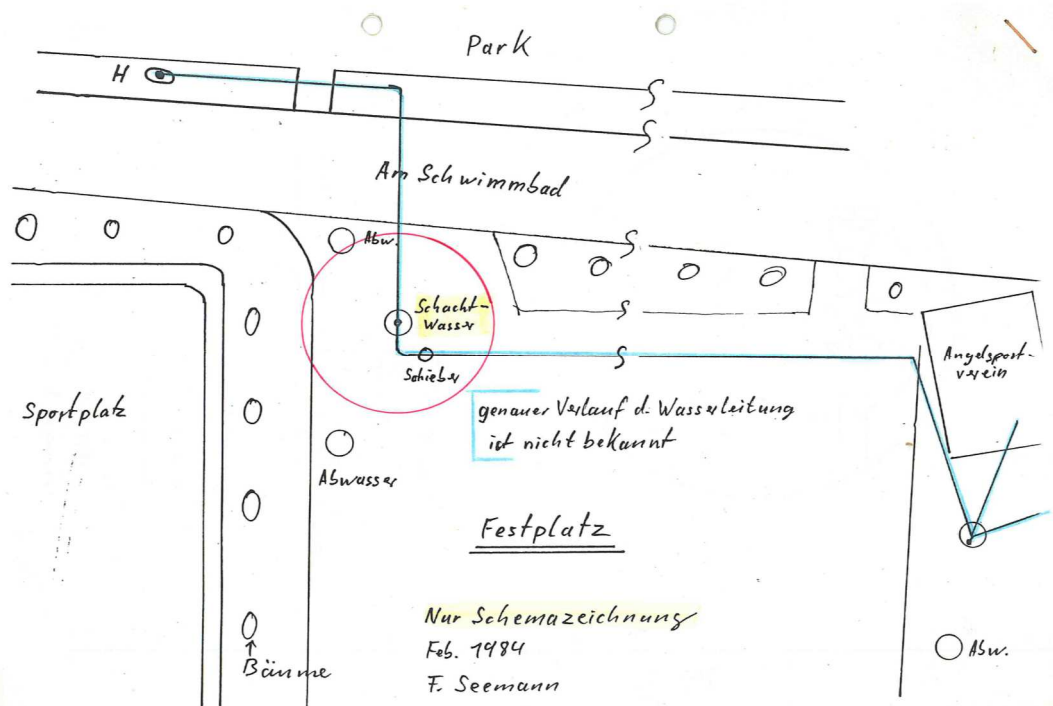 Park
H
Am Schwimmbad
Abw.
Schacht-
Wasser
Schieber
Angelsport-
verein
Sportplatz
genauer Verlauf d. Wasserleitung
ist nicht bekannt
Abwasser
Festplatz
Nur Schemazeichnung
Feb. 1984
F. Seemann
Bäume
Abw.